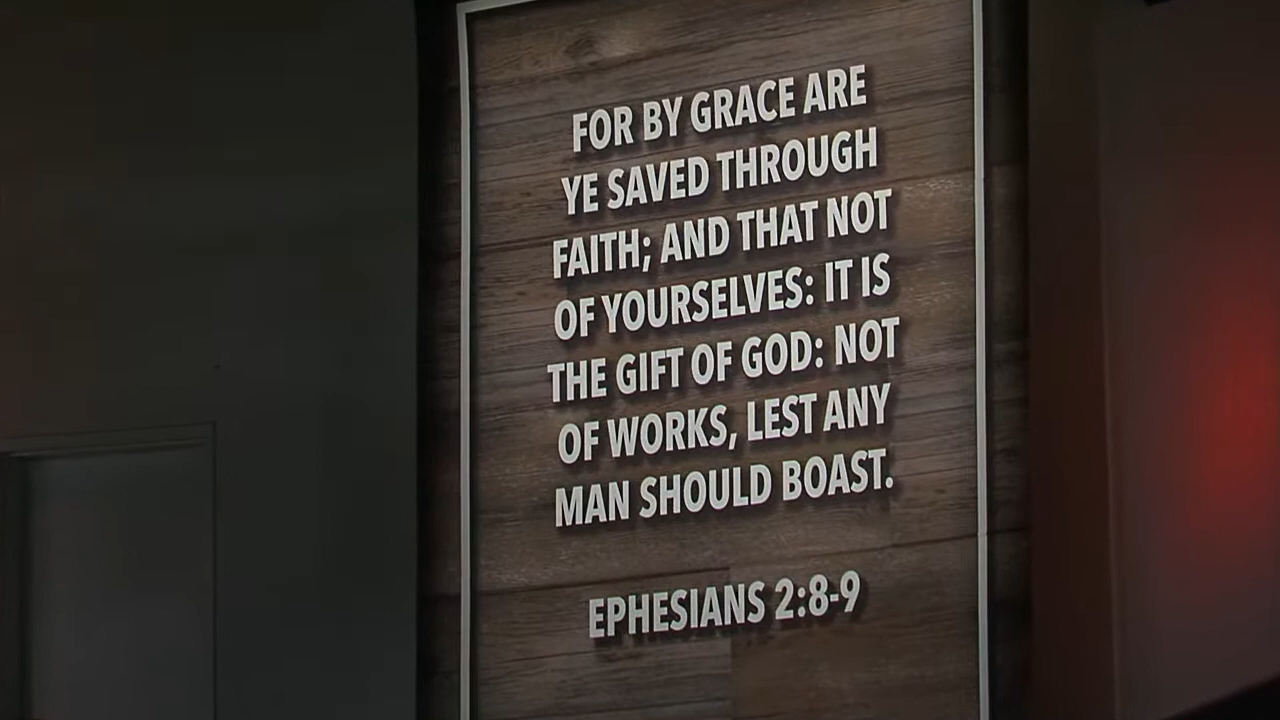 FOR BY GRACE ARE
YE SAVED THROUGH
FAITH; AND THAT NOT
OF YOURSELVES: IT IS
THE GIFT OF GOD: NOT
OF WORKS, LEST ANY
MAN SHOULD BOAST.
EPHESIANS 2:8-9